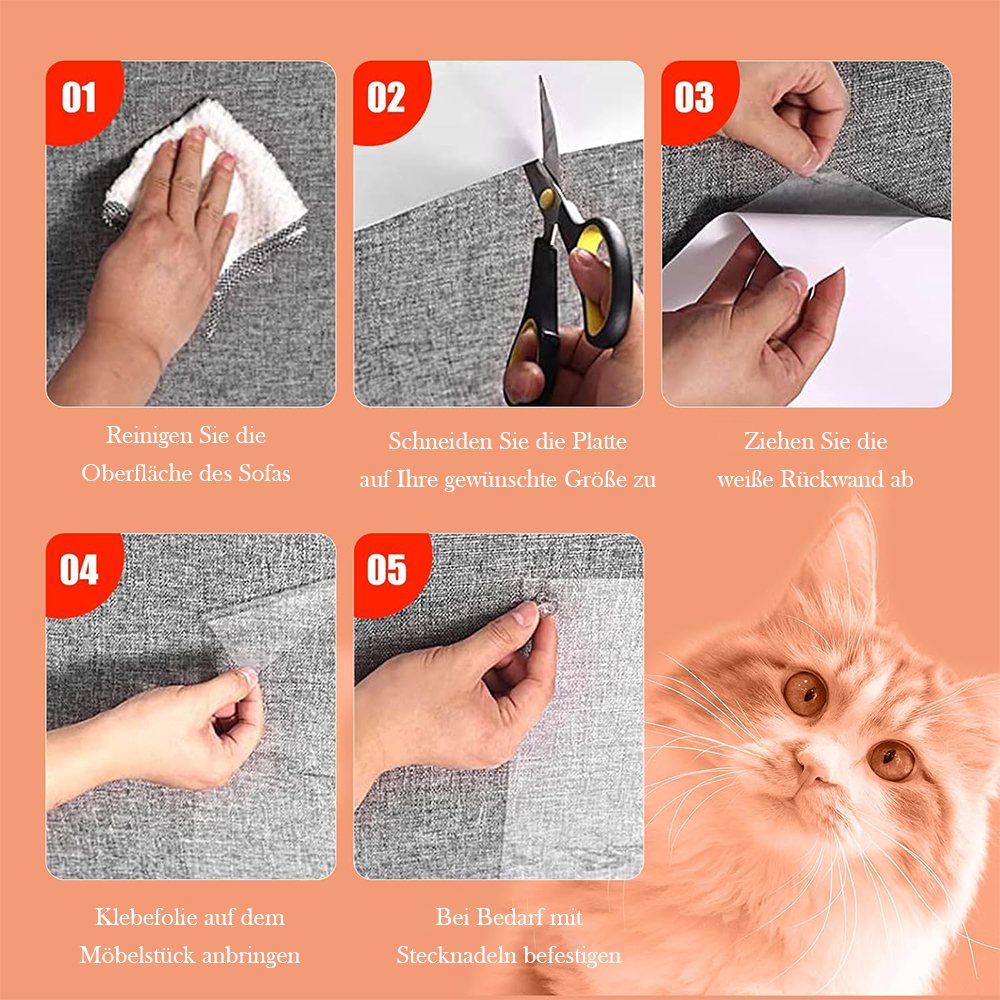 01
Reinigen Sie die
Oberfläche des Sofas
02
Schneiden Sie die Platte
auf Ihre gewünschte Größe zu
03
Ziehen Sie die
weiße Rückwand ab
04
Klebefolie auf dem
Möbelstück anbringen
05
Bei Bedarf mit
Stecknadeln befestigen